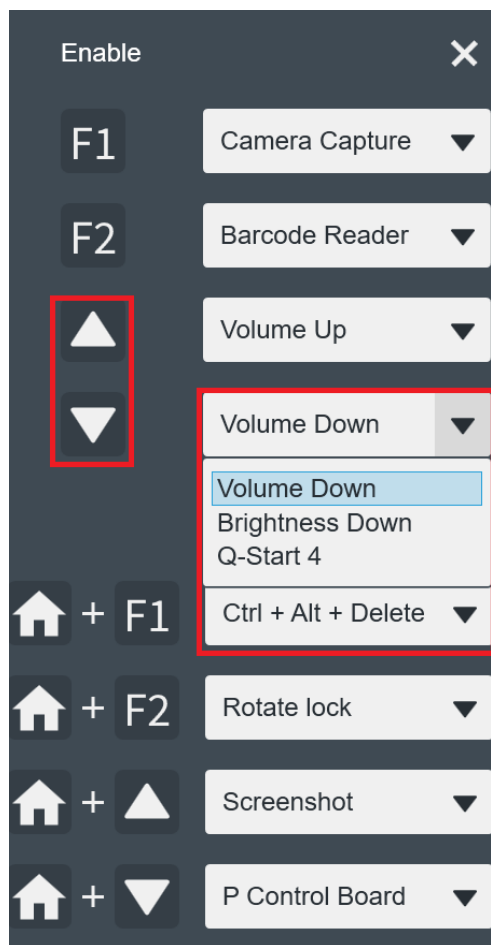 Enable
F1 Camera Capture
F2 Barcode Reader
Volume Up
Volume Down
Volume Down
Brightness Down
Q-Start 4
+ F1 Ctrl + Alt + Delete
+ F2 Rotate lock
+ Screenshot
+ P Control Board